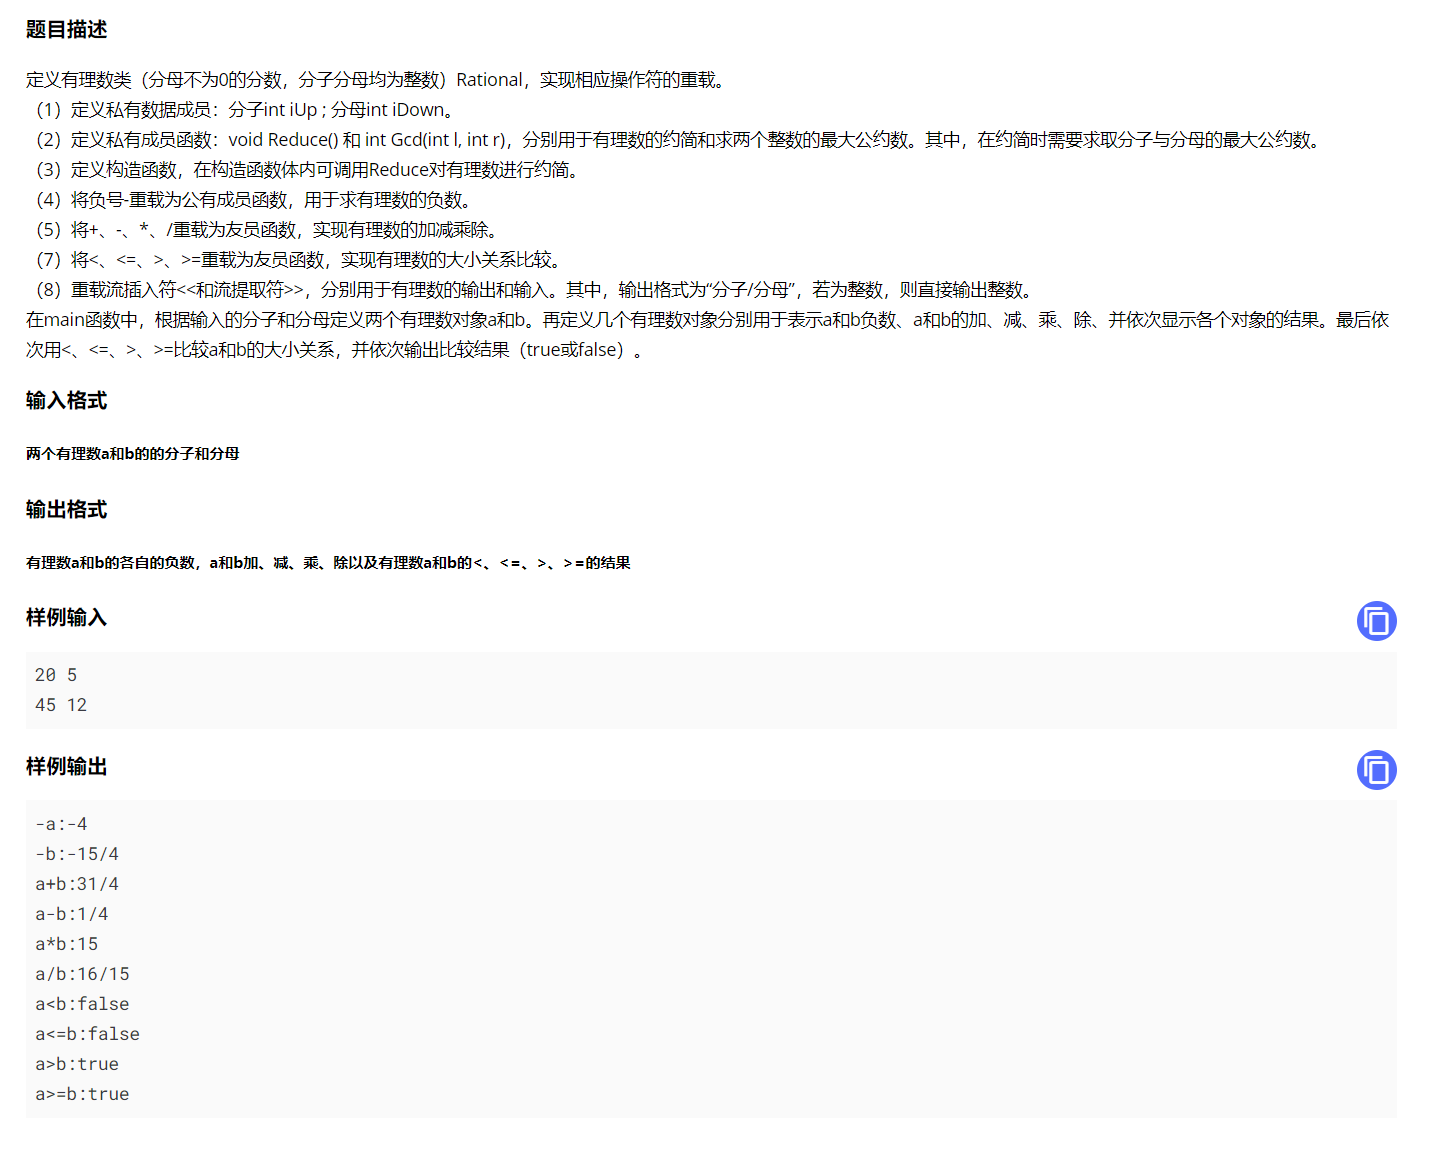 题目描述
定义有理数类（分母不为0的分数，分子分母均为整数）Rational，实现相应操作符的重载。
（1）定义私有数据成员：分子int iUp ; 分母int iDown。
（2）定义私有成员函数：void Reduce() 和 int Gcd(int l, int r)，分别用于有理数的约简和求两个整数的最大公约数。其中，在约简时需要求取分子与分母的最大公约数。
（3）定义构造函数，在构造函数体内可调用Reduce对有理数进行约简。
（4）将负号-重载为公有成员函数，用于求有理数的负数。
（5）将+、-、*、/重载为友员函数，实现有理数的加减乘除。
（7）将<、<=、>、>=重载为友员函数，实现有理数的大小关系比较。
（8）重载流插入符<<和流提取符>>，分别用于有理数的输出和输入。其中，输出格式为“分子/分母”，若为整数，则直接输出整数。
在main函数中，根据输入的分子和分母定义两个有理数对象a和b。再定义几个有理数对象分别用于表示a和b负数、a和b的加、减、乘、除、并依次显示各个对象的结果。最后依
次用<、<=、>、>=比较a和b的大小关系，并依次输出比较结果（true或false）。
输入格式
两个有理数a和b的的分子和分母
输出格式
有理数a和b的各自的负数，a和b加、减、乘、除以及有理数a和b的<、<=、>、>=的结果
样例输入
20 5
45 12
样例输出
-a:-4
-b:-15/4
a+b:31/4
a-b:1/4
a*b:15
a/b:16/15
a<b:false
a<=b:false
a>b:true
a>=b:true